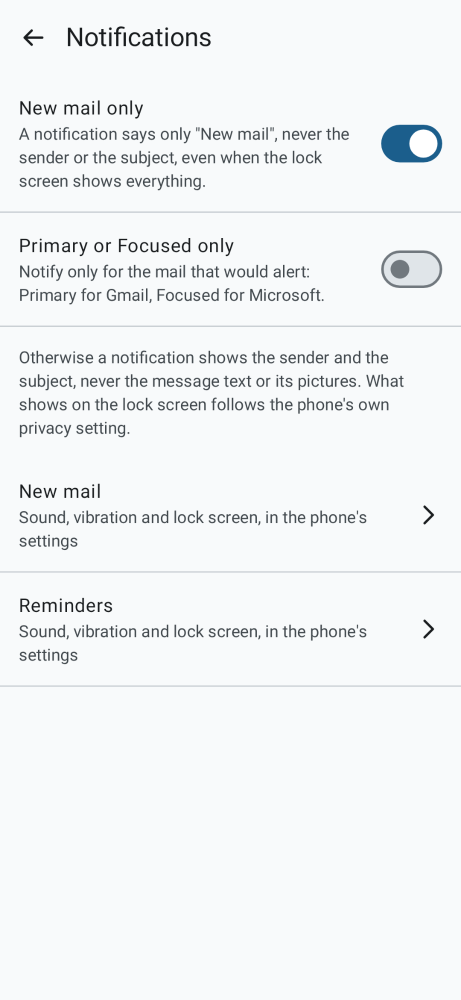 Notifications
New mail only
A notification says only "New mail", never the
sender or the subject, even when the lock
screen shows everything.
Primary or Focused only
Notify only for the mail that would alert:
Primary for Gmail, Focused for Microsoft.
Otherwise a notification shows the sender and the
subject, never the message text or its pictures. What
shows on the lock screen follows the phone's own
privacy setting.
New mail
Sound, vibration and lock screen, in the phone's
settings
Reminders
Sound, vibration and lock screen, in the phone's
settings